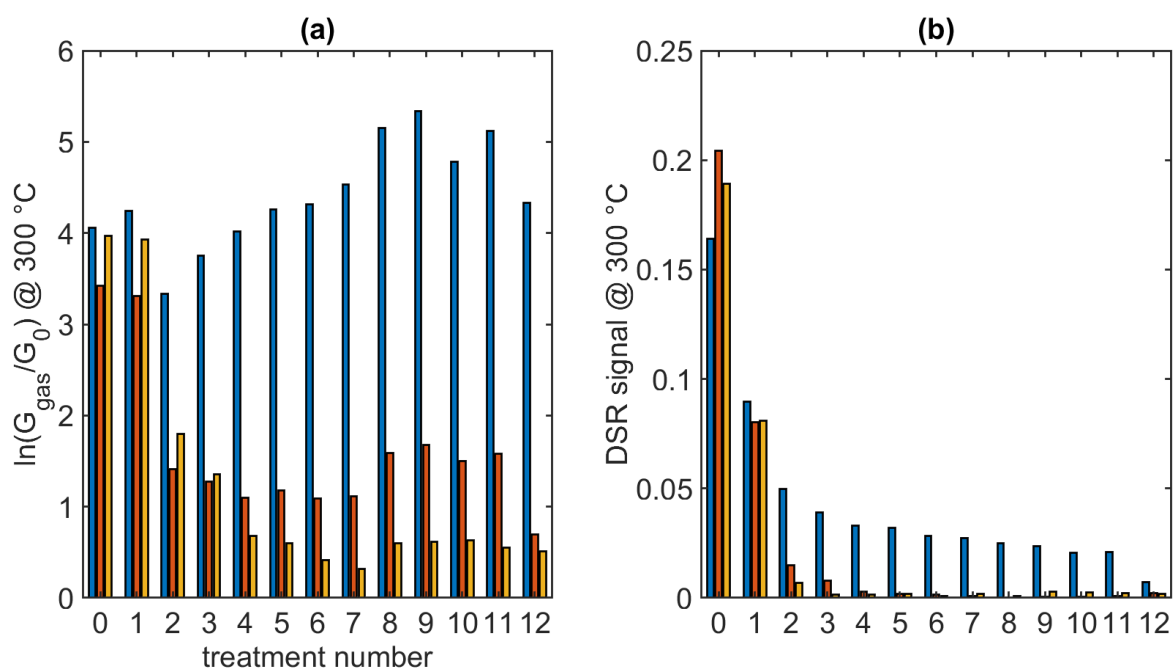 (a)
6
5
4
3
2
1
0
ln(G_gas/G_0) @ 300 °C
0 1 2 3 4 5 6 7 8 9 10 11 12
treatment number
(b)
0.25
0.2
0.15
0.1
0.05
0
DSR signal @ 300 °C
0 1 2 3 4 5 6 7 8 9 10 11 12